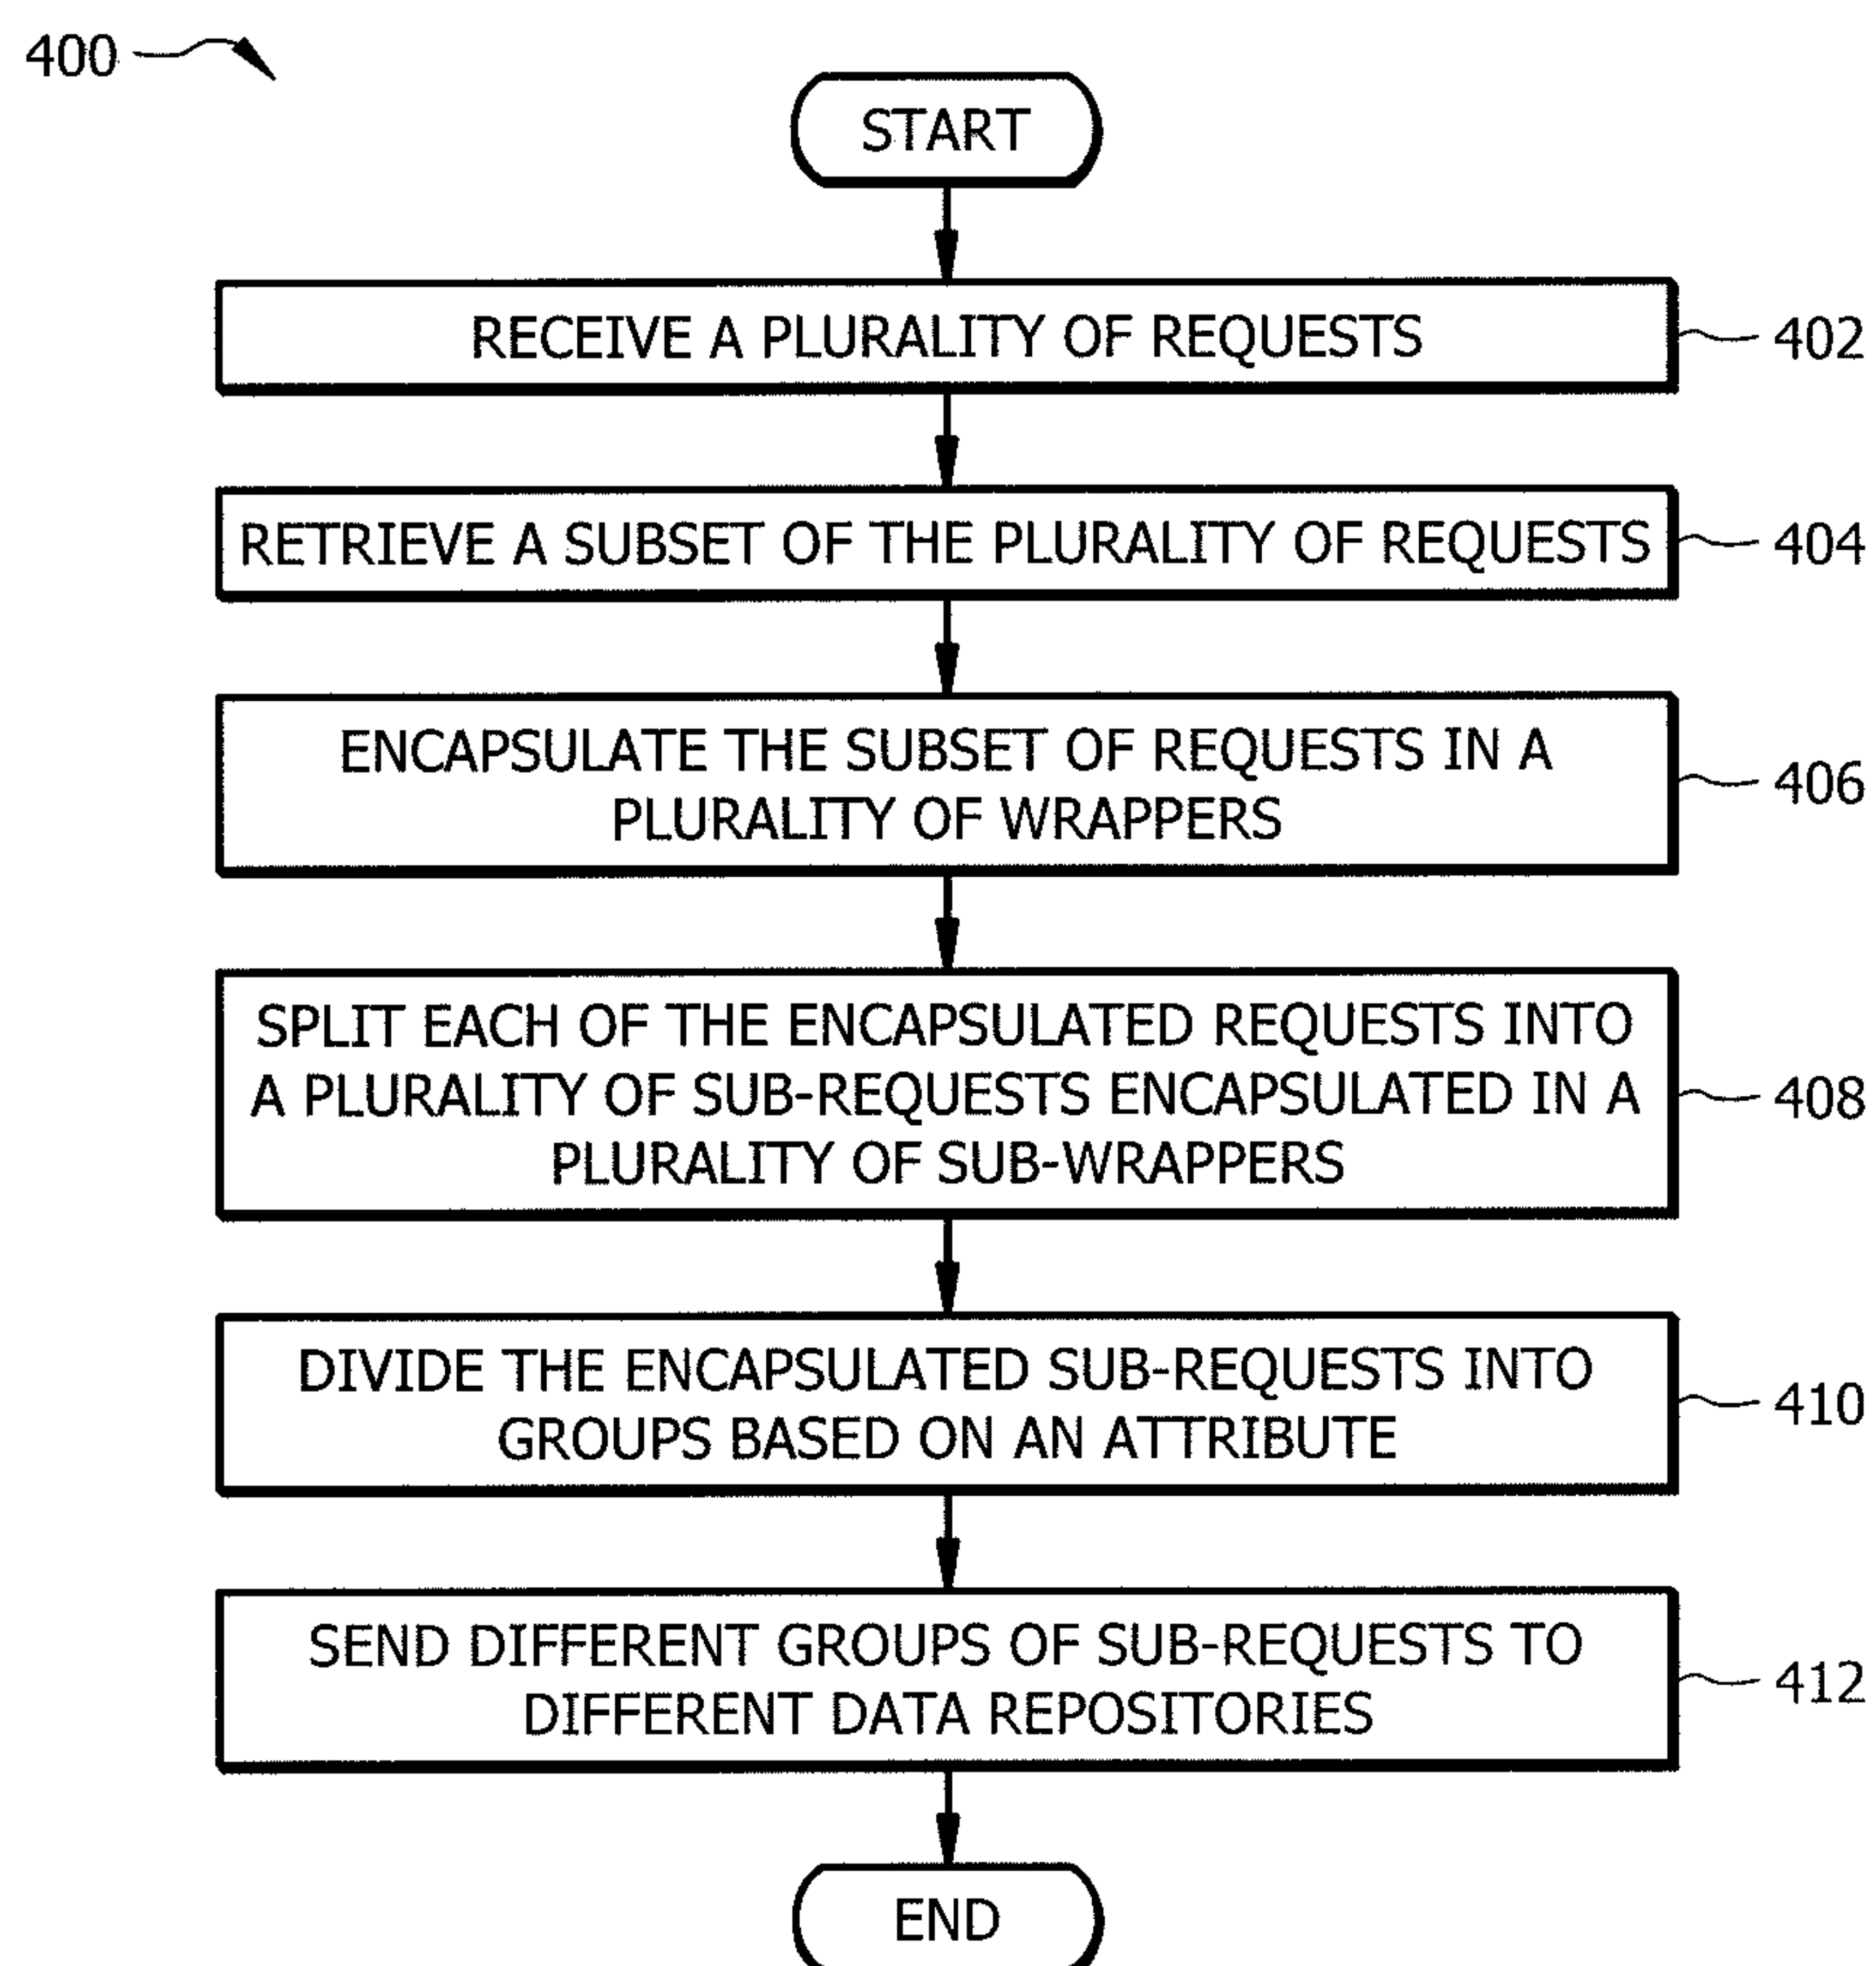 400
START
RECEIVE A PLURALITY OF REQUESTS
402
RETRIEVE A SUBSET OF THE PLURALITY OF REQUESTS
404
ENCAPSULATE THE SUBSET OF REQUESTS IN A
PLURALITY OF WRAPPERS
406
SPLIT EACH OF THE ENCAPSULATED REQUESTS INTO
A PLURALITY OF SUB-REQUESTS ENCAPSULATED IN A
PLURALITY OF SUB-WRAPPERS
408
DIVIDE THE ENCAPSULATED SUB-REQUESTS INTO
GROUPS BASED ON AN ATTRIBUTE
410
SEND DIFFERENT GROUPS OF SUB-REQUESTS TO
DIFFERENT DATA REPOSITORIES
412
END